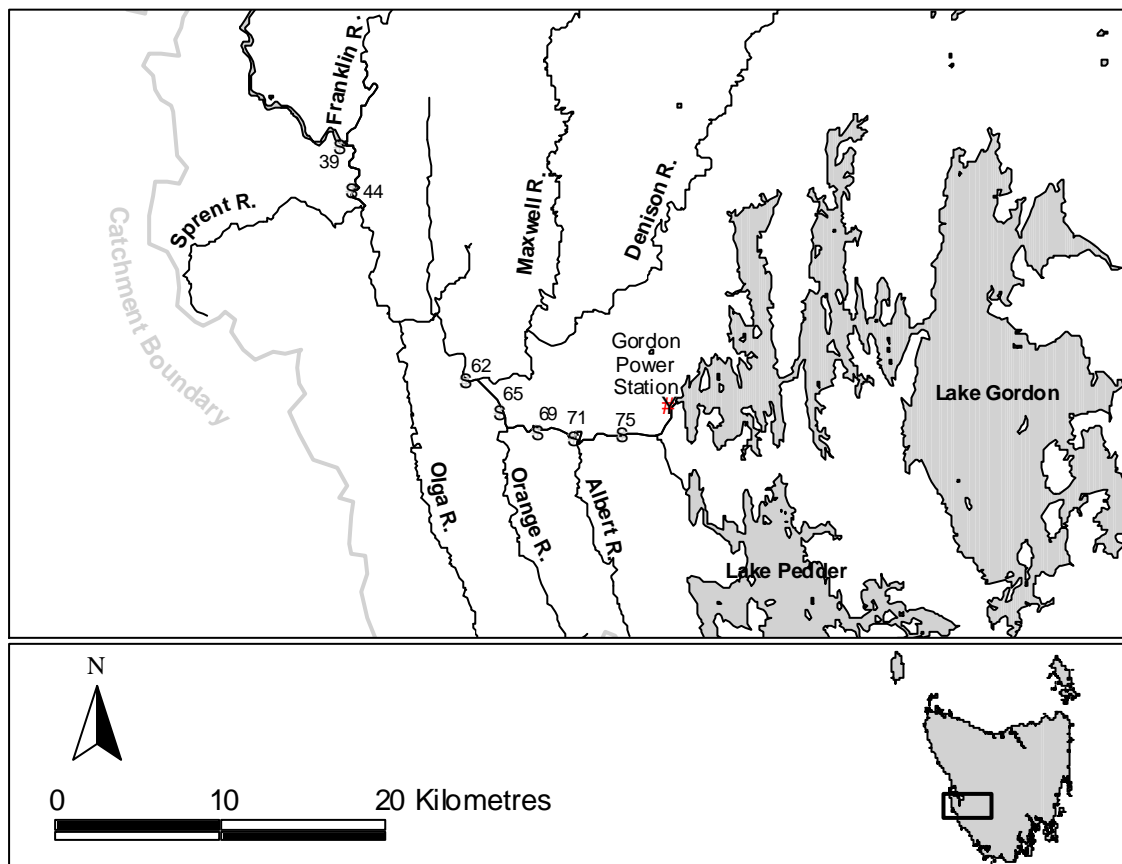 Franklin R.
39
S
S
44
Sprent R.
Catchment Boundary
Maxwell R.
Denison R.
Gordon
Power
Station
#
Lake Gordon
62
S
65
S
69
S
71
S
75
S
Olga R.
Orange R.
Albert R.
Lake Pedder
N
0 10 20 Kilometres